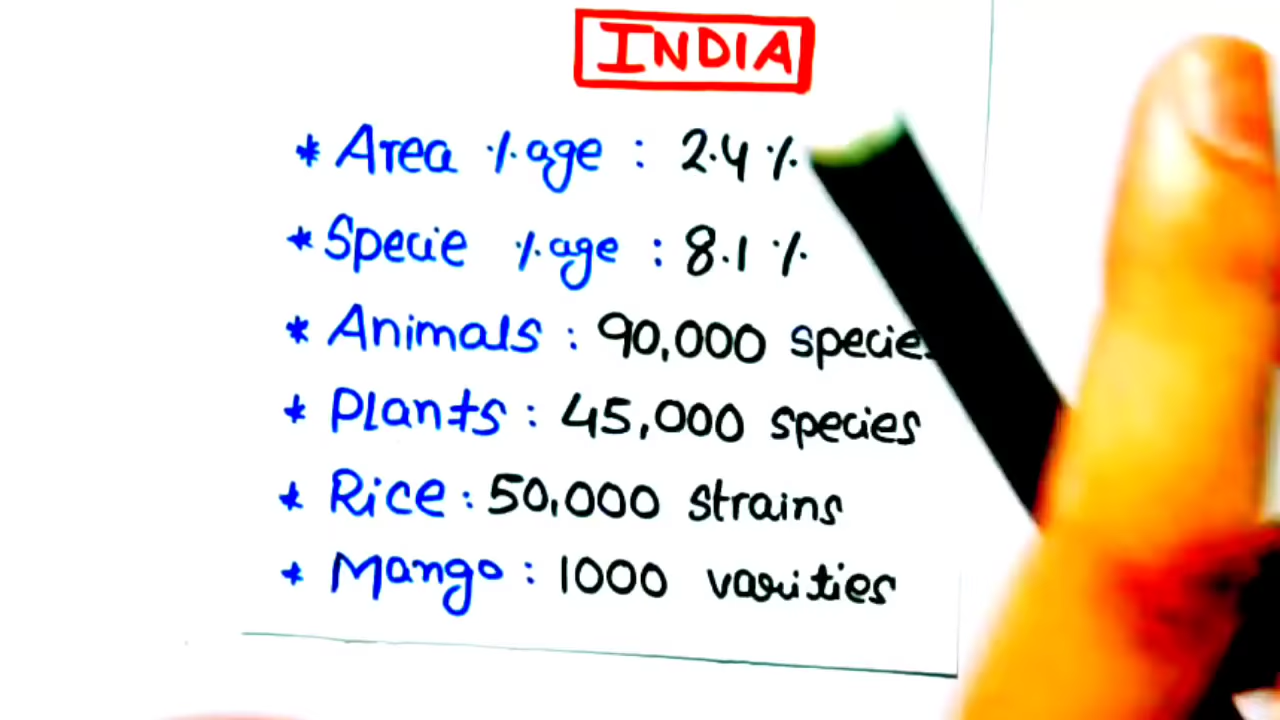 INDIA
* Area %age : 2.4 %
* Specie %age : 8.1 %
* Animals : 90,000 species
* Plants : 45,000 species
* Rice : 50,000 strains
* Mango : 1000 varities